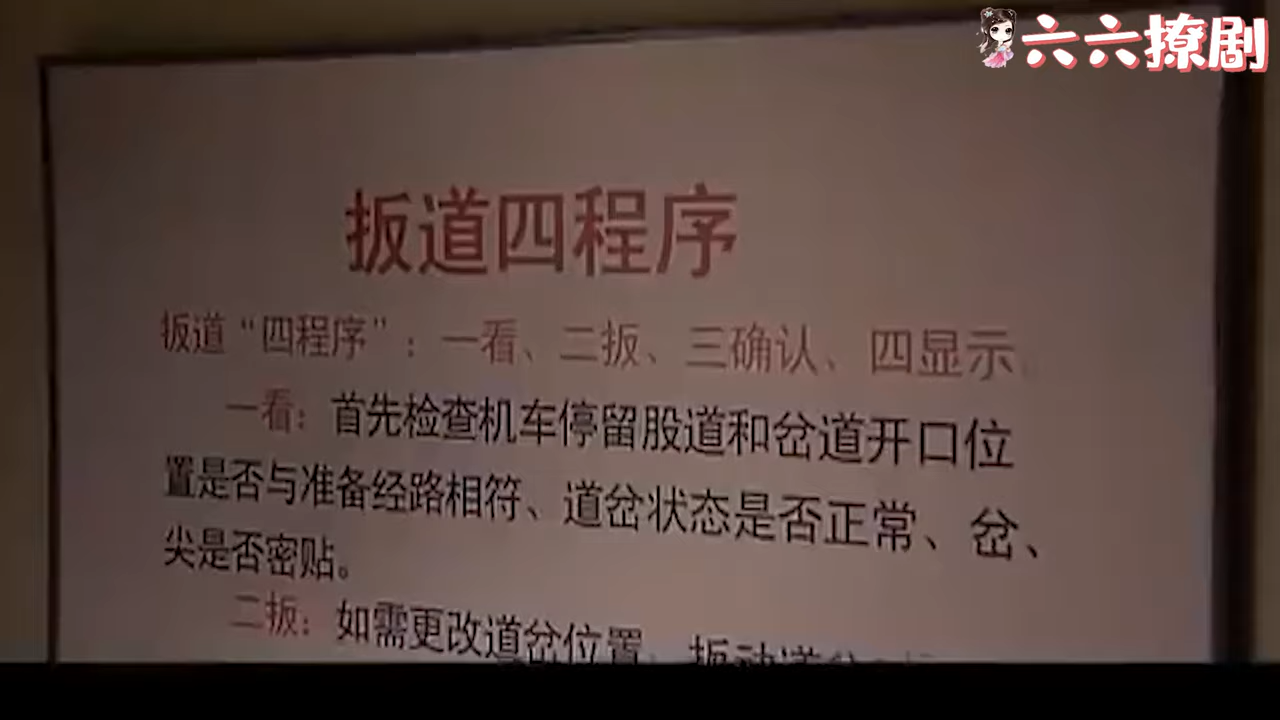 六六撩剧
扳道四程序
扳道“四程序”：一看、二扳、三确认、四显示
一看：首先检查机车停留股道和岔道开口位
置是否与准备经路相符、道岔状态是否正常、岔、
尖是否密贴。
二扳：如需更改道岔位置、扳动道岔